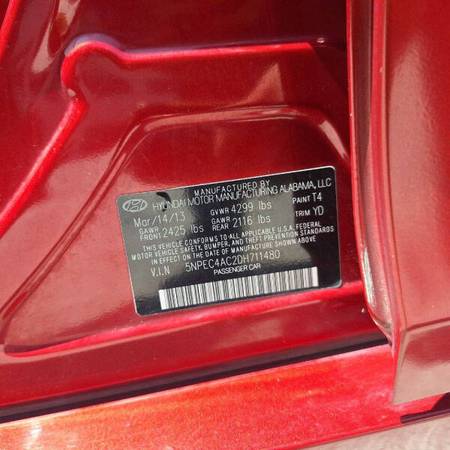 MANUFACTURED BY
HYUNDAI MOTOR MANUFACTURING ALABAMA, LLC
Mar/14/13 GVWR 4299 lbs PAINT T4
GAWR FRONT 2425 lbs GAWR REAR 2116 lbs TRIM YD
THIS VEHICLE CONFORMS TO ALL APPLICABLE U.S.A. FEDERAL
MOTOR VEHICLE SAFETY, BUMPER, AND THEFT PREVENTION
STANDARDS IN EFFECT ON THE DATE OF MANUFACTURE SHOWN ABOVE.
V.I.N 5NPEC4AC2DH711480
PASSENGER CAR